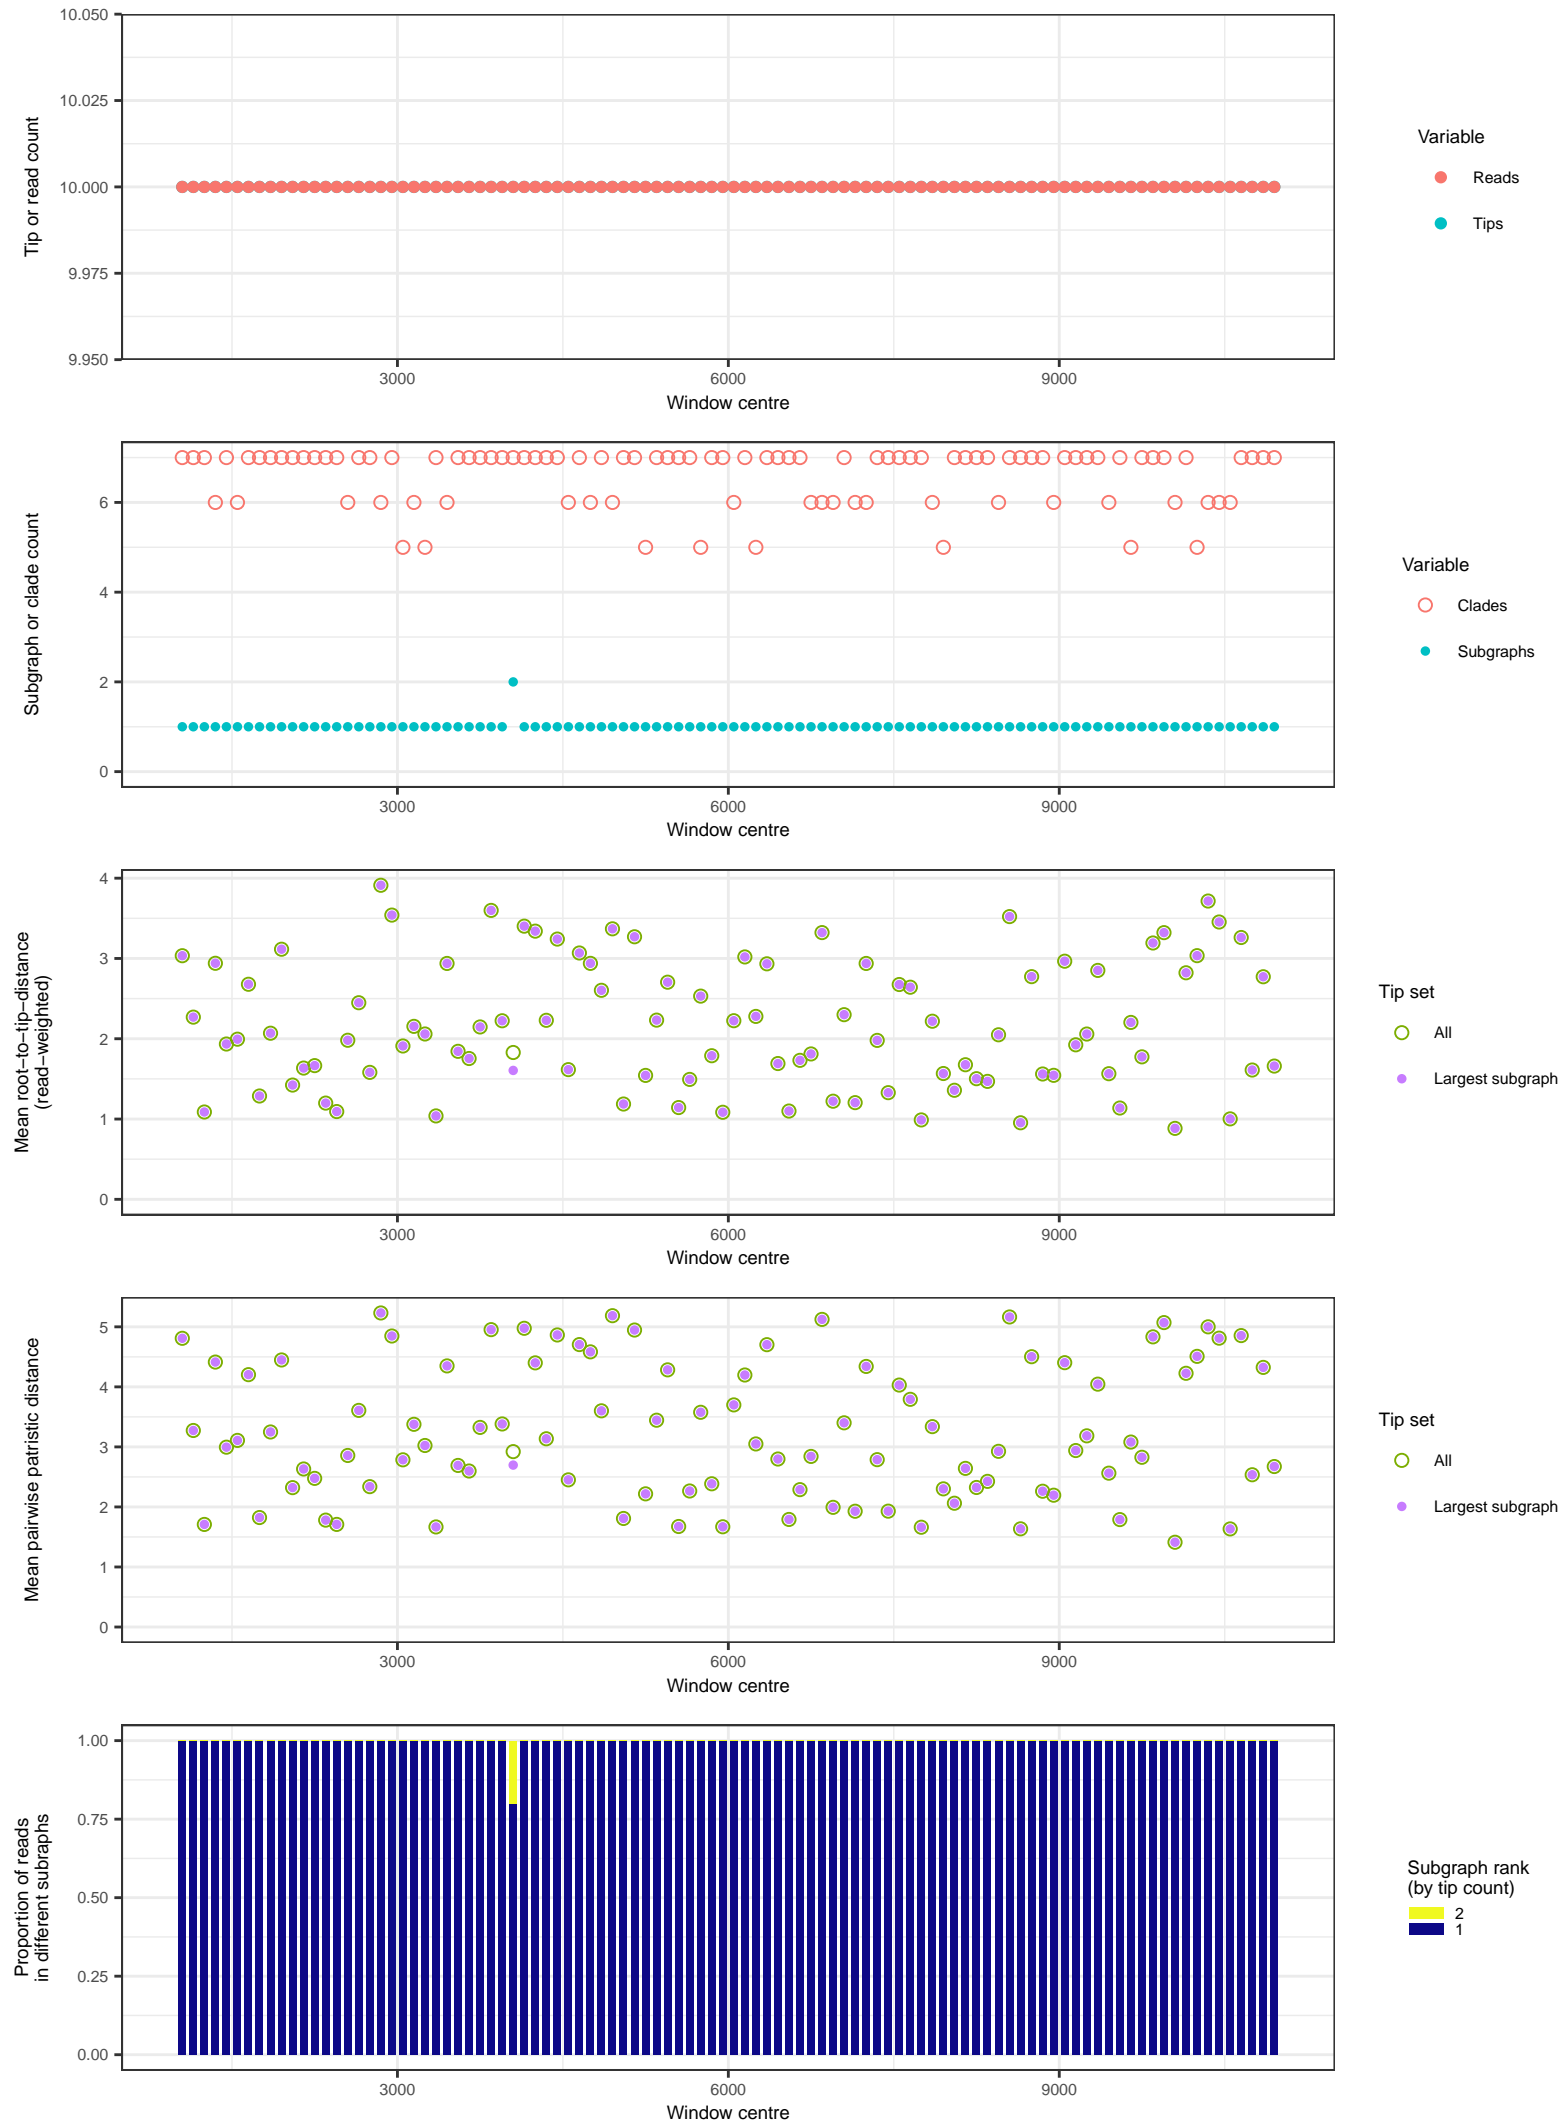 10.050
10.025
10.000
9.975
9.950
Tip or read count
3000
6000
9000
Window centre
Variable
Reads
Tips
6
4
2
0
Subgraph or clade count
3000
6000
9000
Window centre
Variable
Clades
Subgraphs
4
3
2
1
0
Mean root−to−tip−distance
(read−weighted)
3000
6000
9000
Window centre
Tip set
All
Largest subgraph
5
4
3
2
1
0
Mean pairwise patristic distance
3000
6000
9000
Window centre
Tip set
All
Largest subgraph
1.00
0.75
0.50
0.25
0.00
Proportion of reads
in different subraphs
3000
6000
9000
Window centre
Subgraph rank
(by tip count)
2
1